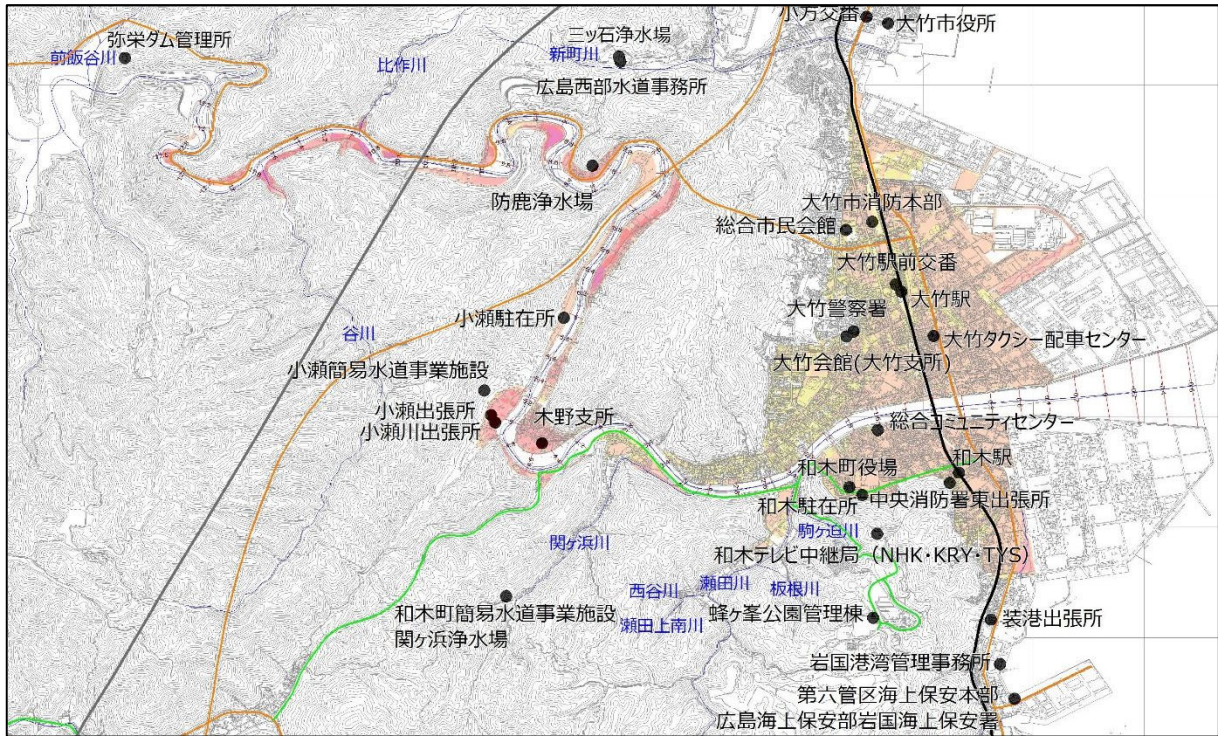 小方交番
大竹市役所
弥栄ダム管理所
前飯谷川
比作川
新町川
三ッ石浄水場
広島西部水道事務所
防鹿浄水場
大竹市消防本部
総合市民会館
大竹駅前交番
大竹駅
大竹警察署
大竹タクシー配車センター
大竹会館(大竹支所)
小瀬駐在所
谷川
小瀬簡易水道事業施設
小瀬出張所
小瀬川出張所
木野支所
総合コミュニティセンター
和木駅
和木町役場
中央消防署東出張所
和木駐在所
駒ヶ迫川
和木テレビ中継局 (NHK・KRY・TYS)
関ヶ浜川
西谷川
瀬田川
板根川
瀬田上南川
和木町簡易水道事業施設
関ヶ浜浄水場
蜂ヶ峯公園管理棟
装港出張所
岩国港湾管理事務所
第六管区海上保安本部
広島海上保安部岩国海上保安署